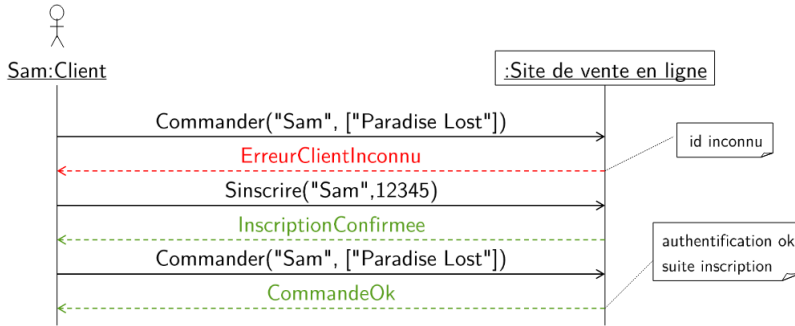 Sam:Client
:Site de vente en ligne
Commander("Sam", ["Paradise Lost"])
id inconnu
ErreurClientInconnu
Sinscrire("Sam",12345)
InscriptionConfirmee
authentification ok
suite inscription
Commander("Sam", ["Paradise Lost"])
CommandeOk